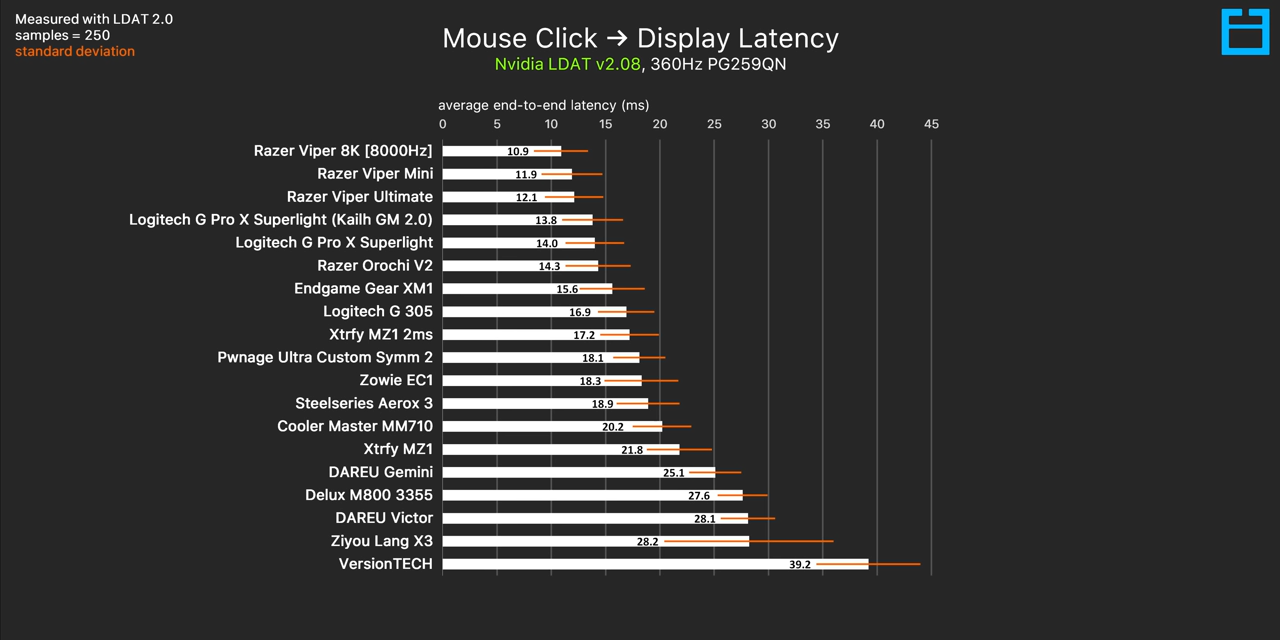 Measured with LDAT 2.0
samples = 250
standard deviation
Mouse Click → Display Latency
Nvidia LDAT v2.08, 360Hz PG259QN
average end-to-end latency (ms)
0 5 10 15 20 25 30 35 40 45
Razer Viper 8K [8000Hz] 10.9
Razer Viper Mini 11.9
Razer Viper Ultimate 12.1
Logitech G Pro X Superlight (Kailh GM 2.0) 13.8
Logitech G Pro X Superlight 14.0
Razer Orochi V2 14.3
Endgame Gear XM1 15.6
Logitech G 305 16.9
Xtrfy MZ1 2ms 17.2
Pwnage Ultra Custom Symm 2 18.1
Zowie EC1 18.3
Steelseries Aerox 3 18.9
Cooler Master MM710 20.2
Xtrfy MZ1 21.8
DAREU Gemini 25.1
Delux M800 3355 27.6
DAREU Victor 28.1
Ziyou Lang X3 28.2
VersionTECH 39.2